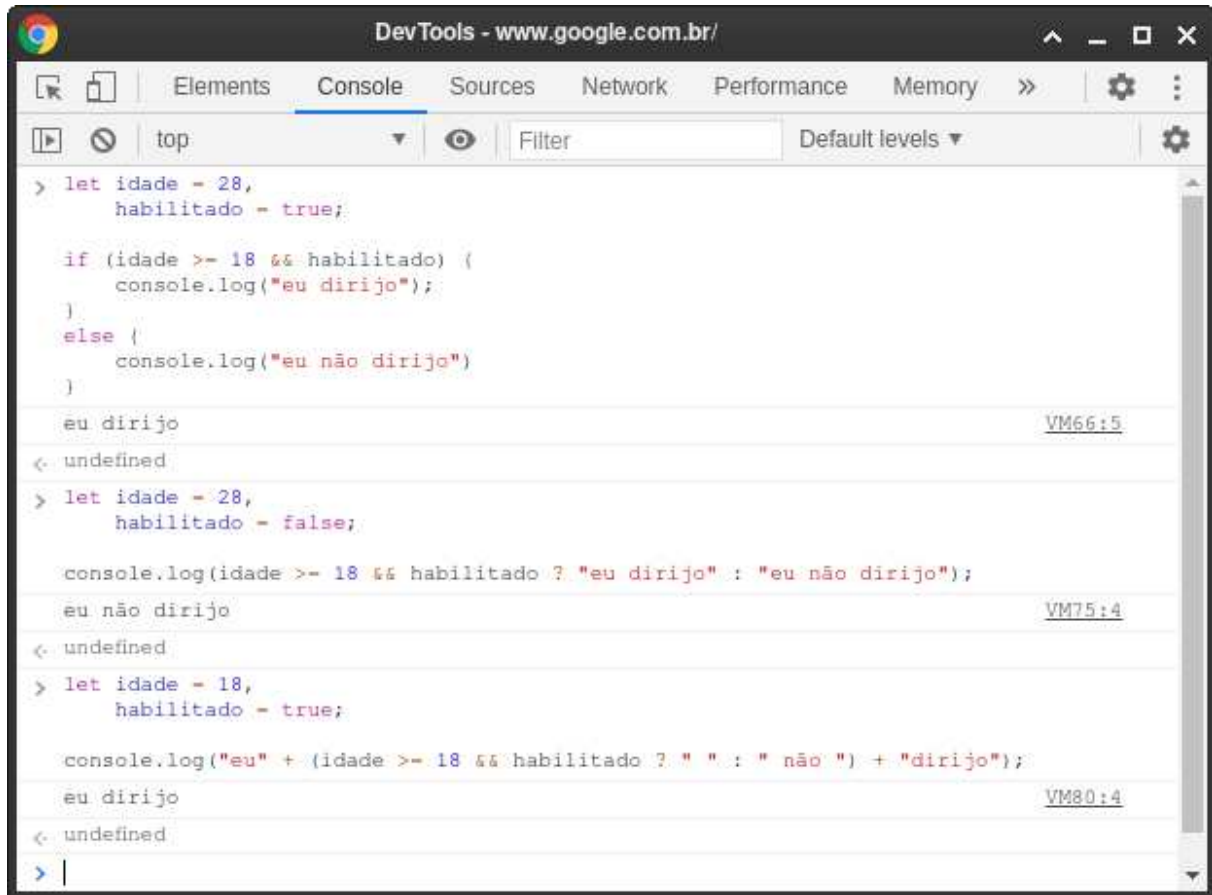 DevTools - www.google.com.br/
Elements Console Sources Network Performance Memory »
top Filter Default levels
> let idade = 28,
habilitado = true;
if (idade >= 18 && habilitado) {
console.log("eu dirijo");
}
else {
console.log("eu não dirijo")
}
eu dirijo VM66:5
undefined
> let idade = 28,
habilitado = false;
console.log(idade >= 18 && habilitado ? "eu dirijo" : "eu não dirijo");
eu não dirijo VM75:4
undefined
> let idade = 18,
habilitado = true;
console.log("eu" + (idade >= 18 && habilitado ? " " : " não ") + "dirijo");
eu dirijo VM80:4
undefined
>